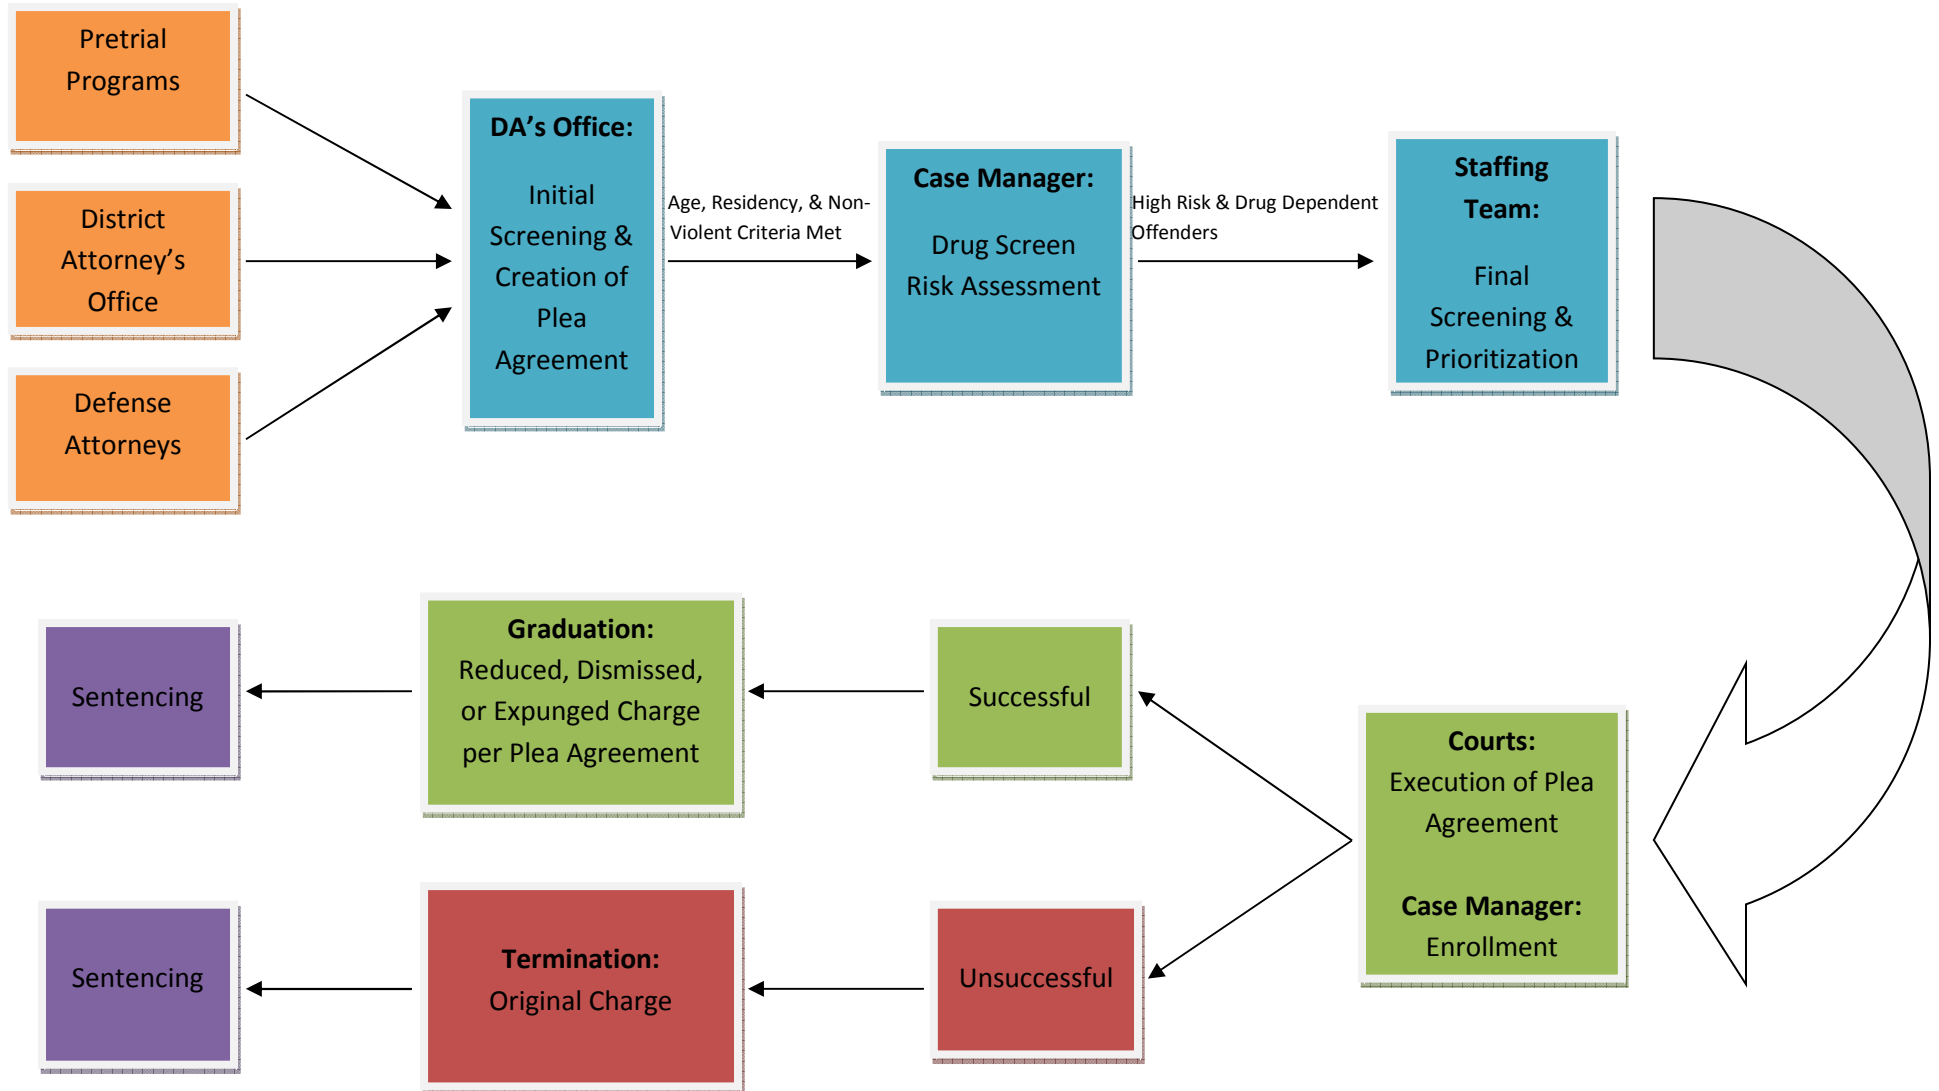 Pretrial
Programs
District
Attorney’s
Office
Defense
Attorneys
DA’s Office:
Initial
Screening &
Creation of
Plea
Agreement
Age, Residency, & Non-
Violent Criteria Met
Case Manager:
Drug Screen
Risk Assessment
High Risk & Drug Dependent
Offenders
Staffing
Team:
Final
Screening &
Prioritization
Courts:
Execution of Plea
Agreement
Case Manager:
Enrollment
Successful
Graduation:
Reduced, Dismissed,
or Expunged Charge
per Plea Agreement
Sentencing
Unsuccessful
Termination:
Original Charge
Sentencing